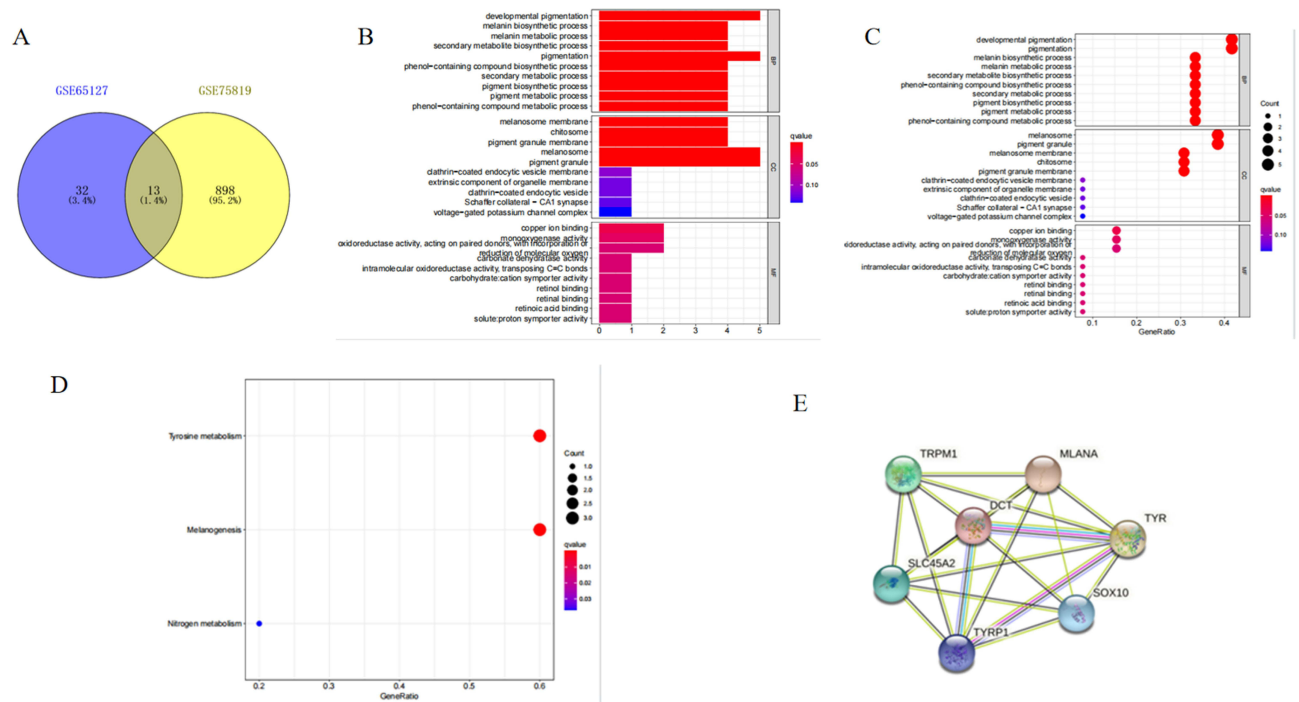 A
GSE65127
GSE75819
32
(3.4%)
13
(1.4%)
898
(95.2%)
B
developmental pigmentation
melanin biosynthetic process
melanin metabolic process
secondary metabolite biosynthetic process
pigmentation
phenol-containing compound biosynthetic process
secondary metabolic process
pigment biosynthetic process
pigment metabolic process
phenol-containing compound metabolic process
BP
melanosome membrane
chitosome
pigment granule membrane
melanosome
pigment granule
clathrin-coated endocytic vesicle membrane
extrinsic component of organelle membrane
clathrin-coated endocytic vesicle
Schaffer collateral - CA1 synapse
voltage-gated potassium channel complex
CC
copper ion binding
monooxygenase activity
oxidoreductase activity, acting on paired donors, with incorporation or
reduction of molecular oxygen
carbonate dehydratase activity
intramolecular oxidoreductase activity, transposing C=C bonds
carbohydrate:cation symporter activity
retinol binding
retinal binding
retinoic acid binding
solute:proton symporter activity
MF
0 1 2 3 4 5
qvalue
0.05
0.10
C
developmental pigmentation
pigmentation
melanin biosynthetic process
melanin metabolic process
secondary metabolite biosynthetic process
phenol-containing compound biosynthetic process
secondary metabolic process
pigment biosynthetic process
pigment metabolic process
phenol-containing compound metabolic process
BP
melanosome
pigment granule
melanosome membrane
chitosome
pigment granule membrane
clathrin-coated endocytic vesicle membrane
extrinsic component of organelle membrane
clathrin-coated endocytic vesicle
Schaffer collateral - CA1 synapse
voltage-gated potassium channel complex
CC
copper ion binding
monooxygenase activity
oxidoreductase activity, acting on paired donors, with incorporation or
reduction of molecular oxygen
carbonate dehydratase activity
intramolecular oxidoreductase activity, transposing C=C bonds
carbohydrate:cation symporter activity
retinol binding
retinal binding
retinoic acid binding
solute:proton symporter activity
MF
0.1 0.2 0.3 0.4
GeneRatio
Count
1
2
3
4
5
qvalue
0.05
0.10
D
Tyrosine metabolism
Melanogenesis
Nitrogen metabolism
0.2 0.3 0.4 0.5 0.6
GeneRatio
Count
1.0
1.5
2.0
2.5
3.0
qvalue
0.01
0.02
0.03
E
TRPM1
MLANA
DCT
TYR
SLC45A2
SOX10
TYRP1